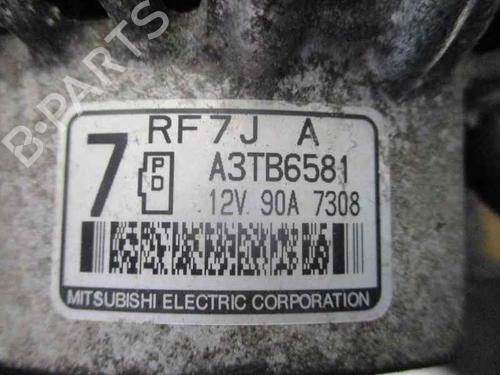 B-PARTS
RF7J A
7
P
D
A3TB6581
12V 90A 7308
MITSUBISHI ELECTRIC CORPORATION